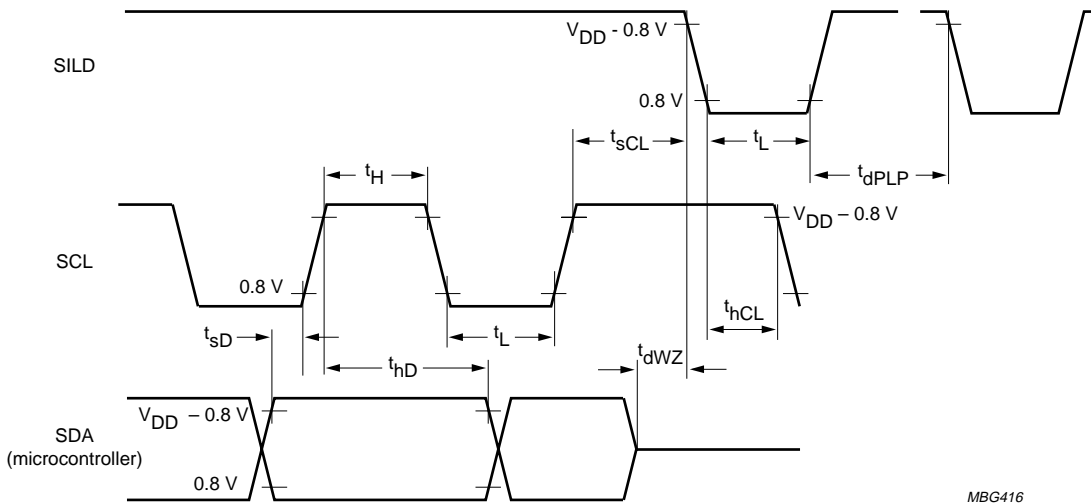 V_DD - 0.8 V
SILD
0.8 V
t_sCL
t_L
t_H
t_dPLP
V_DD – 0.8 V
SCL
0.8 V
t_hCL
t_sD
t_L
t_dWZ
t_hD
V_DD – 0.8 V
SDA
(microcontroller)
0.8 V
MBG416